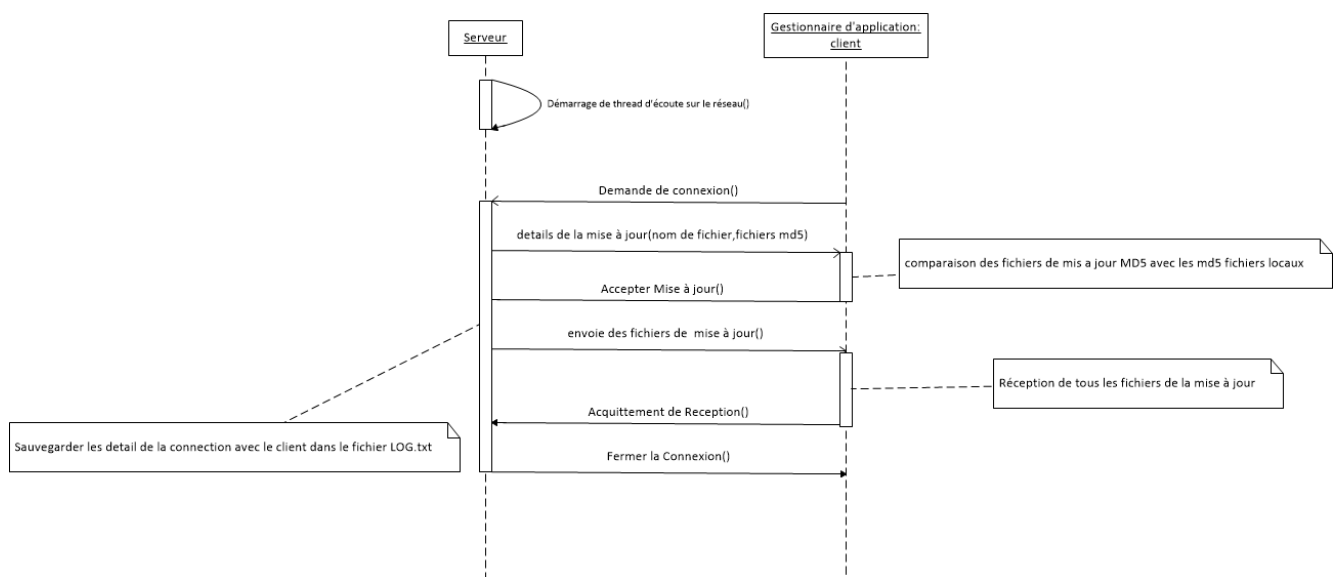 Serveur
Gestionnaire d'application:
client
Démarrage de thread d'écoute sur le réseau()
Demande de connexion()
details de la mise à jour(nom de fichier,fichiers md5)
comparaison des fichiers de mis a jour MD5 avec les md5 fichiers locaux
Accepter Mise à jour()
envoie des fichiers de mise à jour()
Réception de tous les fichiers de la mise à jour
Acquittement de Reception()
Sauvegarder les detail de la connection avec le client dans le fichier LOG.txt
Fermer la Connexion()